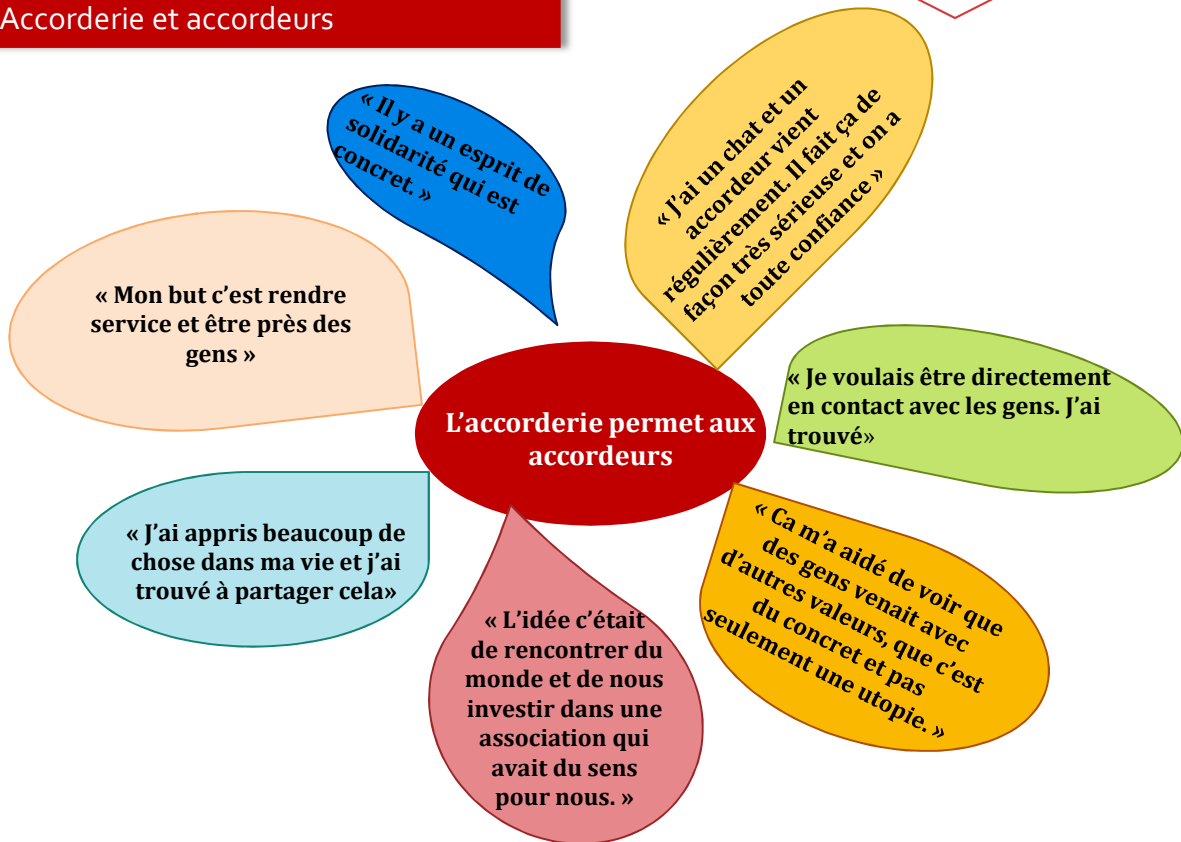 Accorderie et accordeurs
« Il y a un esprit de
solidarité qui est
concret. »
« J’ai un chat et un
accordeur vient
régulièrement. Il fait ça de
façon très sérieuse et on a
toute confiance »
« Mon but c’est rendre
service et être près des
gens »
« Je voulais être directement
en contact avec les gens. J’ai
trouvé»
L’accorderie permet aux
accordeurs
« J’ai appris beaucoup de
chose dans ma vie et j’ai
trouvé à partager cela»
« Ca m’a aidé de voir que
des gens venait avec
d’autres valeurs, que c’est
du concret et pas
seulement une utopie. »
« L’idée c’était
de rencontrer du
monde et de nous
investir dans une
association qui
avait du sens
pour nous. »